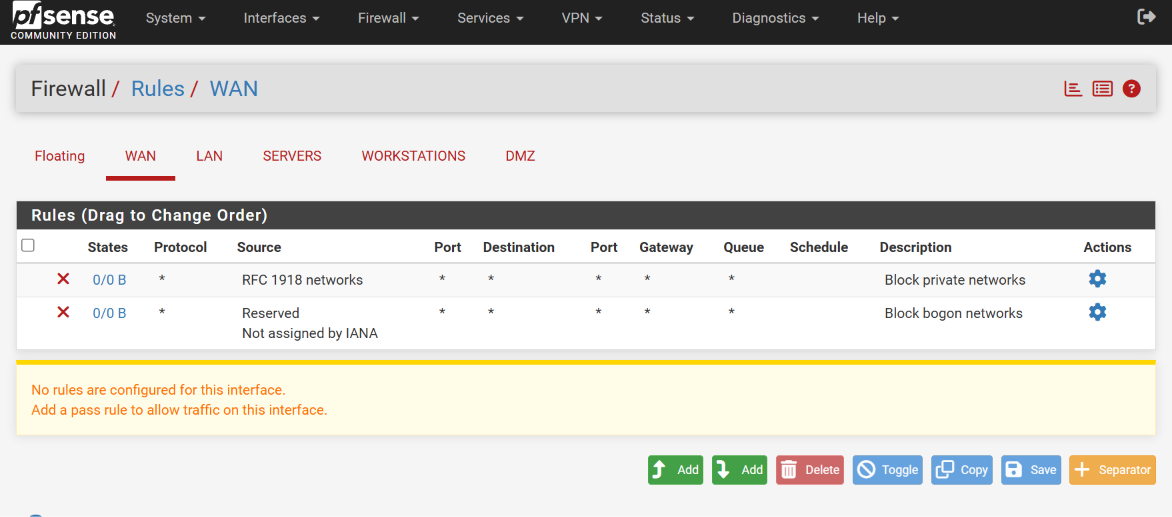 pfsense
COMMUNITY EDITION
System Interfaces Firewall Services VPN Status Diagnostics Help
Firewall / Rules / WAN
Floating WAN LAN SERVERS WORKSTATIONS DMZ
Rules (Drag to Change Order)
States Protocol Source Port Destination Port Gateway Queue Schedule Description Actions
0/0 B * RFC 1918 networks * * * * * Block private networks
0/0 B * Reserved * * * * * Block bogon networks
Not assigned by IANA
No rules are configured for this interface.
Add a pass rule to allow traffic on this interface.
Add Add Delete Toggle Copy Save Separator